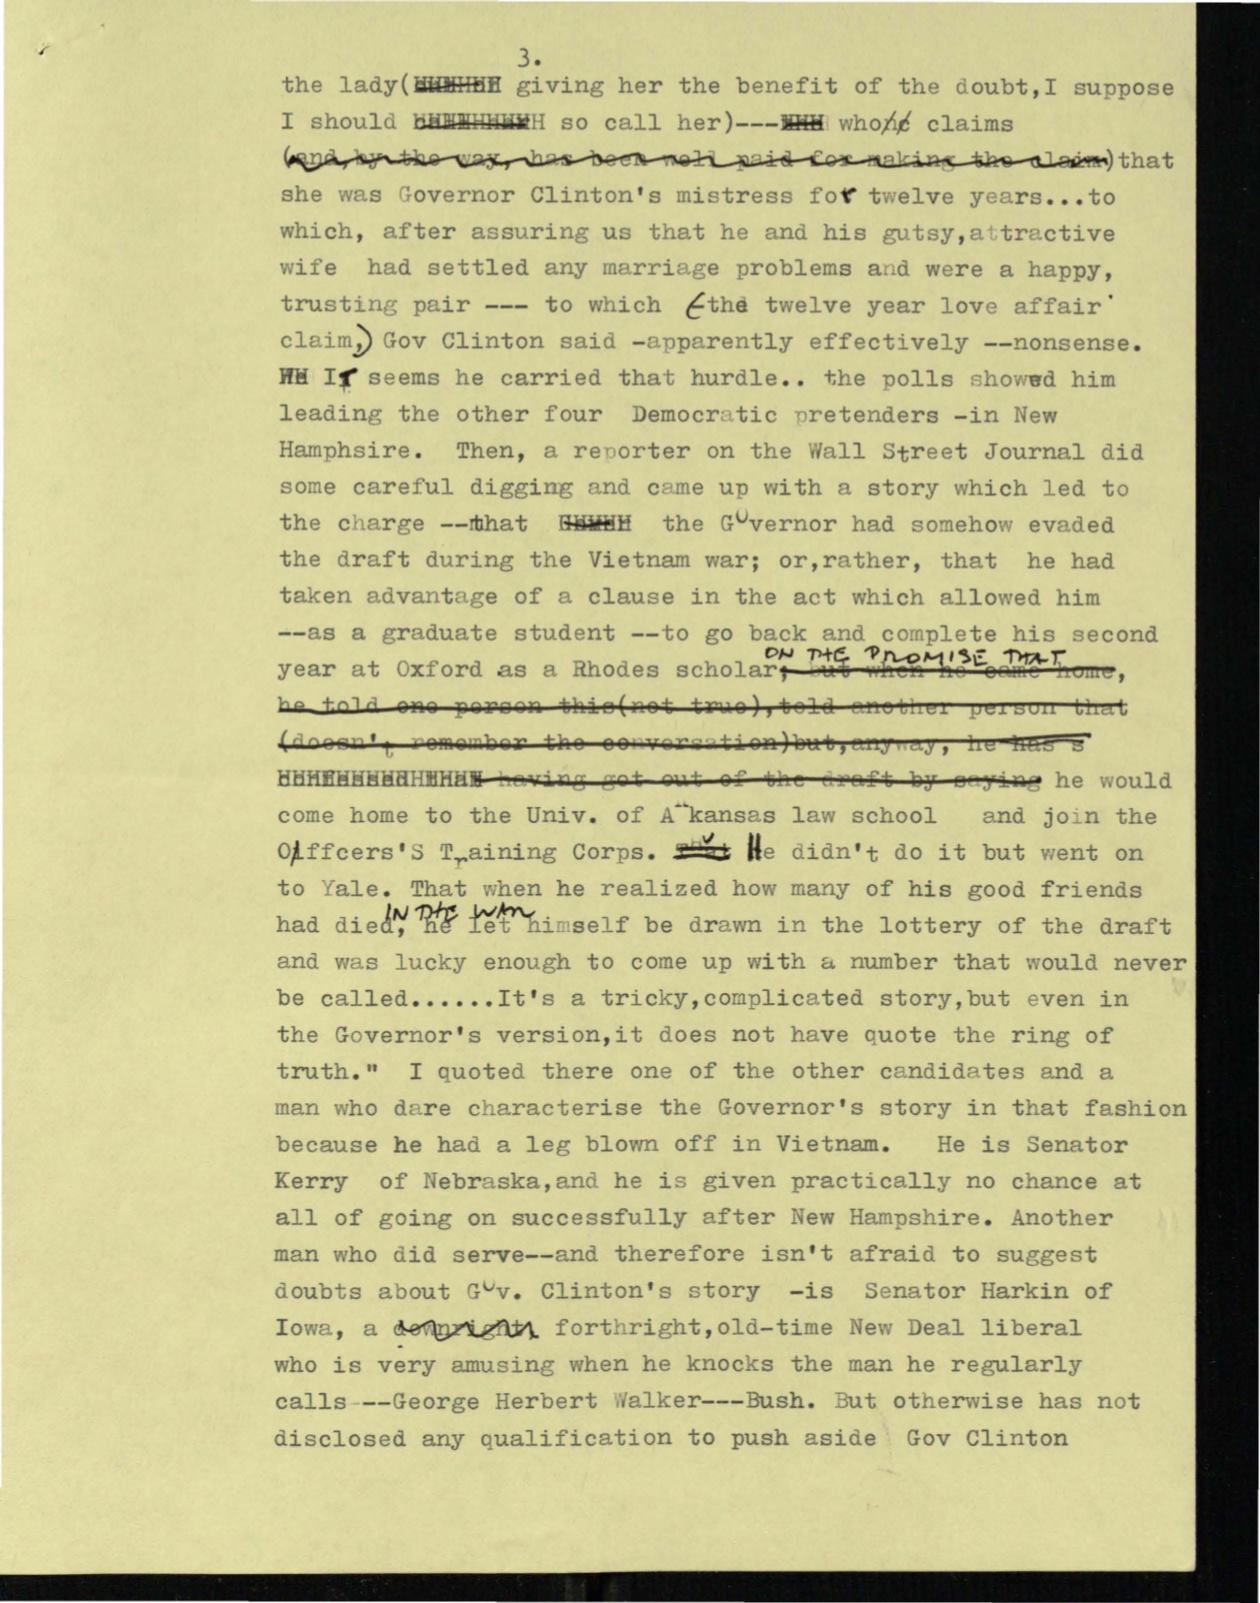 3.
the lady( giving her the benefit of the doubt,I suppose
I should so call her)--- who claims
(and,by the way, has been well paid for making the claim)that
she was Governor Clinton's mistress for twelve years...to
which, after assuring us that he and his gutsy,attractive
wife had settled any marriage problems and were a happy,
trusting pair --- to which (the twelve year love affair
claim,) Gov Clinton said -apparently effectively --nonsense.
It seems he carried that hurdle.. the polls showed him
leading the other four Democratic pretenders -in New
Hamphsire. Then, a reporter on the Wall Street Journal did
some careful digging and came up with a story which led to
the charge --that the Governor had somehow evaded
the draft during the Vietnam war; or,rather, that he had
taken advantage of a clause in the act which allowed him
--as a graduate student --to go back and complete his second
ON THE PROMISE THAT
year at Oxford as a Rhodes scholar; but when he came home,
he told one person this(not true),told another person that
(doesn't remember the conversation)but,anyway, he has s
having got out of the draft by saying he would
come home to the Univ. of Arkansas law school and join the
Offcers'S Training Corps. He didn't do it but went on
to Yale. That when he realized how many of his good friends
IN THE WAR
had died, he let himself be drawn in the lottery of the draft
and was lucky enough to come up with a number that would never
be called......It's a tricky,complicated story,but even in
the Governor's version,it does not have quote the ring of
truth." I quoted there one of the other candidates and a
man who dare characterise the Governor's story in that fashion
because he had a leg blown off in Vietnam. He is Senator
Kerry of Nebraska,and he is given practically no chance at
all of going on successfully after New Hampshire. Another
man who did serve--and therefore isn't afraid to suggest
doubts about Gov. Clinton's story -is Senator Harkin of
Iowa, a downright forthright,old-time New Deal liberal
who is very amusing when he knocks the man he regularly
calls ---George Herbert Walker----Bush. But otherwise has not
disclosed any qualification to push aside Gov Clinton